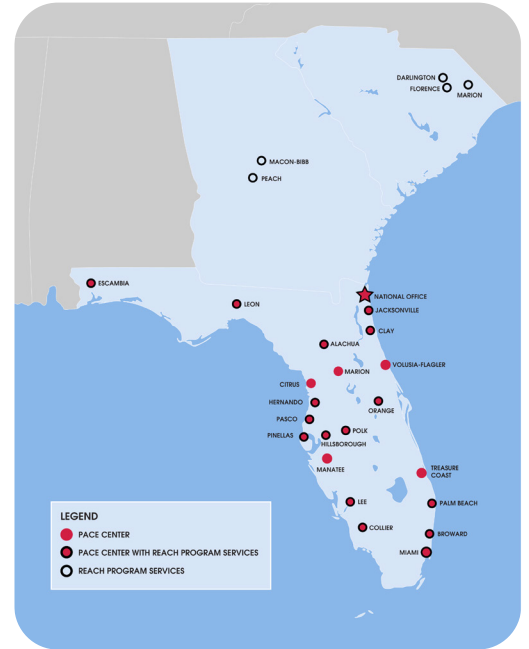 DARLINGTON
FLORENCE
MARION
MACON-BIBB
PEACH
ESCAMBIA
LEON
NATIONAL OFFICE
JACKSONVILLE
CLAY
ALACHUA
VOLUSIA-FLAGLER
MARION
CITRUS
HERNANDO
ORANGE
PASCO
POLK
PINELLAS
HILLSBOROUGH
MANATEE
TREASURE
COAST
LEE
PALM BEACH
COLLIER
BROWARD
MIAMI
LEGEND
PACE CENTER
PACE CENTER WITH REACH PROGRAM SERVICES
REACH PROGRAM SERVICES